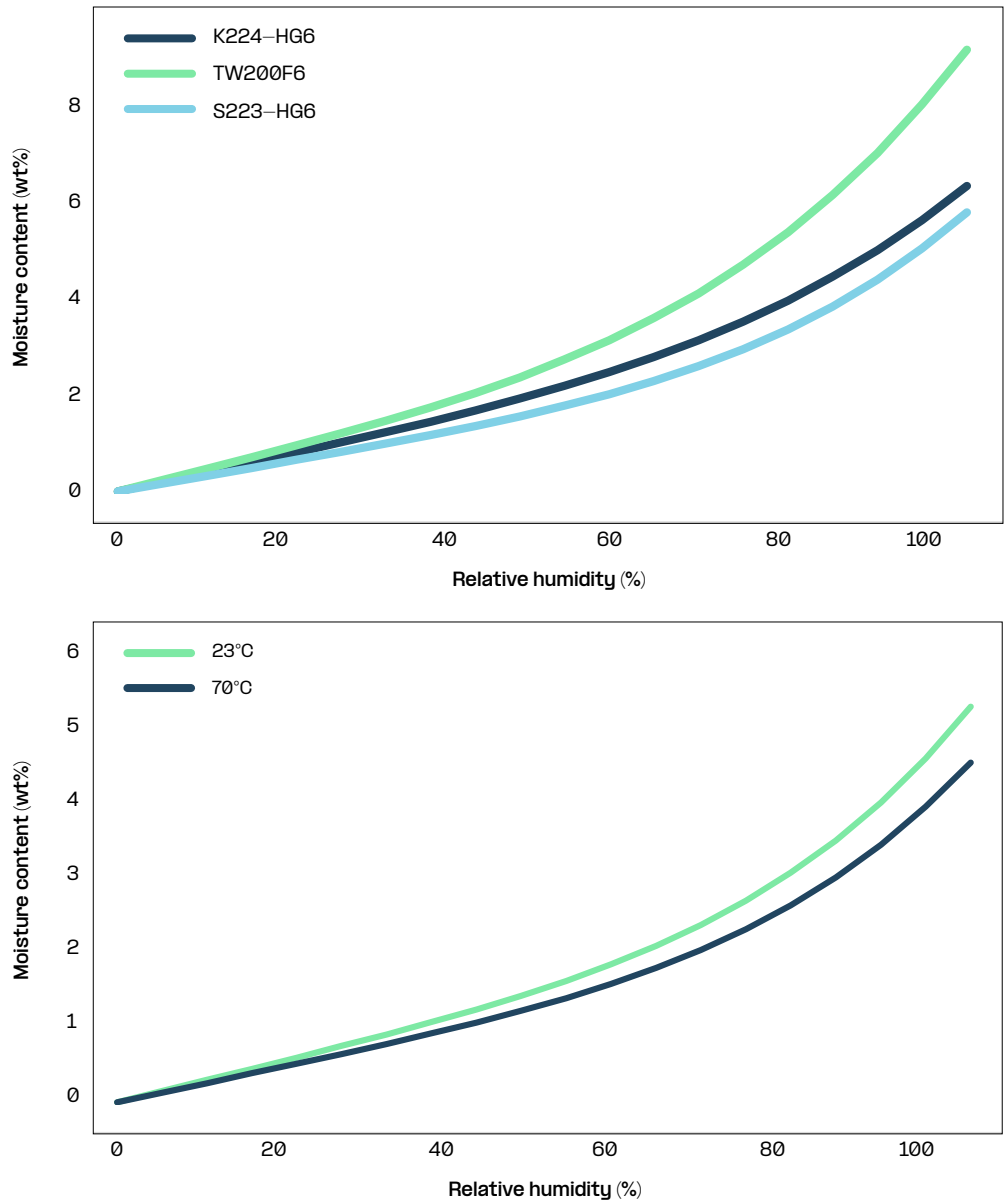 K224–HG6
TW200F6
S223–HG6
8
6
4
2
0
Moisture content (wt%)
0 20 40 60 80 100
Relative humidity (%)
23°C
70°C
6
5
4
3
2
1
0
Moisture content (wt%)
0 20 40 60 80 100
Relative humidity (%)